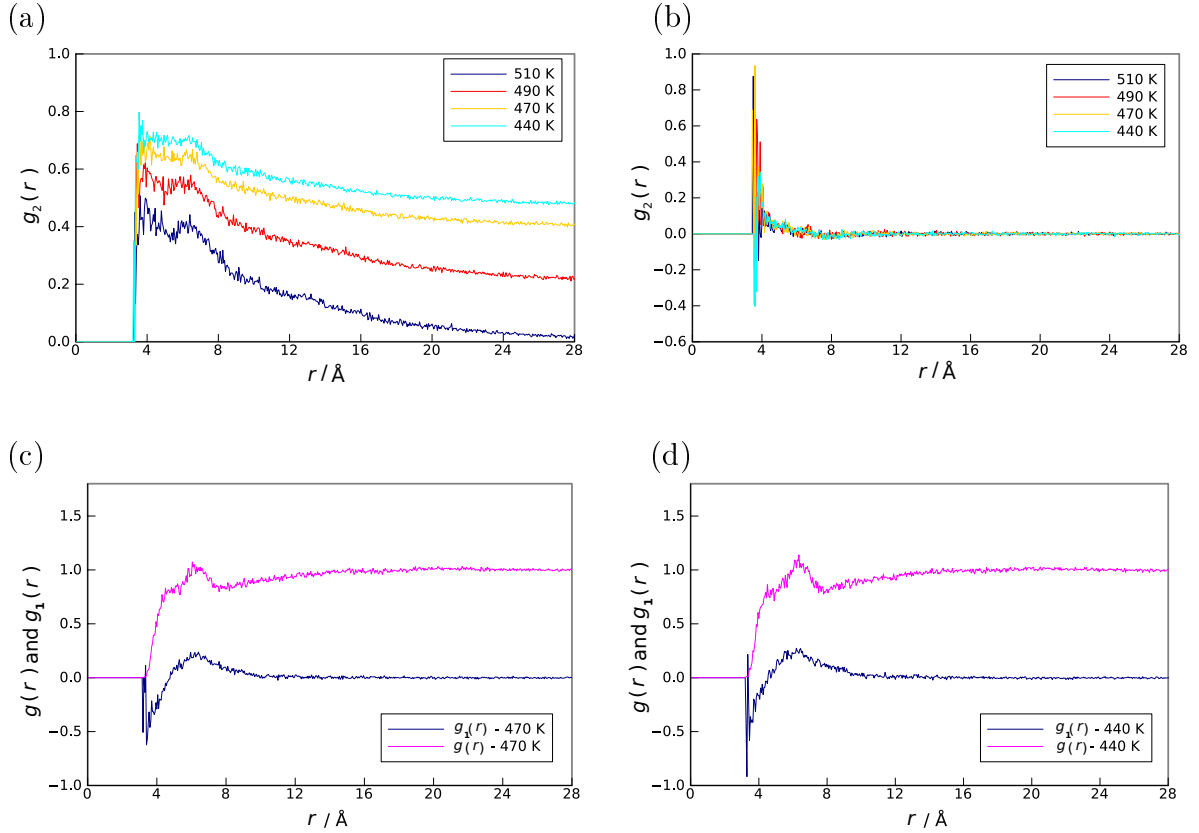 (a)
1.0
0.8
0.6
0.4
0.2
0.0
g2(r)
510 K
490 K
470 K
440 K
0 4 8 12 16 20 24 28
r / Å
(b)
1.0
0.8
0.6
0.4
0.2
0.0
−0.2
−0.4
−0.6
g2(r)
510 K
490 K
470 K
440 K
0 4 8 12 16 20 24 28
r / Å
(c)
1.5
1.0
0.5
0.0
−0.5
−1.0
g(r) and g1(r)
g1(r) - 470 K
g(r) - 470 K
0 4 8 12 16 20 24 28
r / Å
(d)
1.5
1.0
0.5
0.0
−0.5
−1.0
g(r) and g1(r)
g1(r) - 440 K
g(r) - 440 K
0 4 8 12 16 20 24 28
r / Å